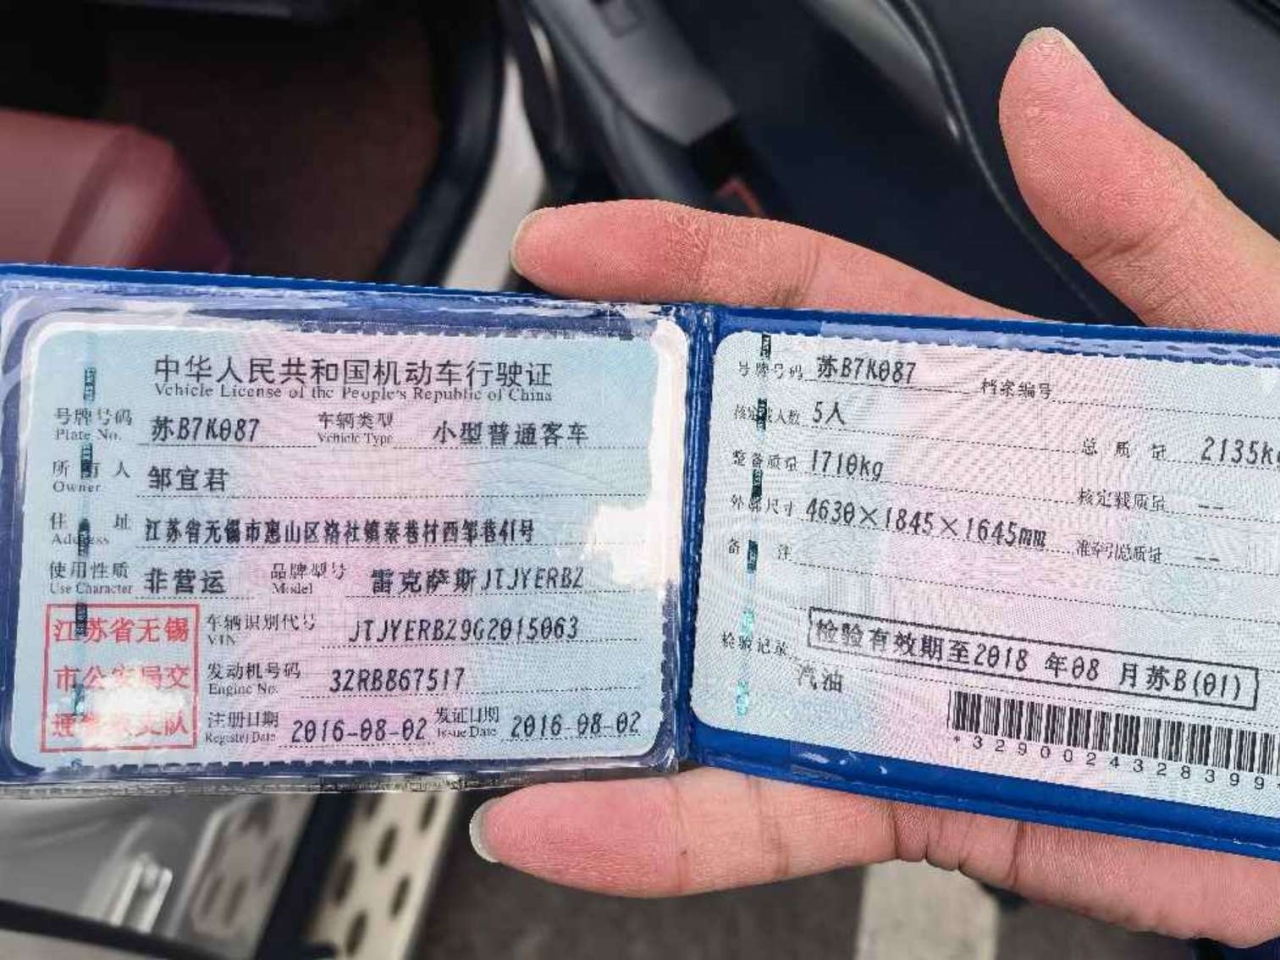 中华人民共和国机动车行驶证
Vehicle License of the People's Republic of China
号牌号码 苏B7K087 车辆类型 小型普通客车
Plate No. Vehicle Type
所有人 邹宜君
Owner
住址 江苏省无锡市惠山区洛社镇秦巷村西邹巷41号
Address
使用性质 非营运 品牌型号 雷克萨斯JTJYERBZ
Use Character Model
江苏省无锡
市公安局交
通警察支队
车辆识别代号 JTJYERBZ9G2015063
VIN
发动机号码 3ZRB867517
Engine No.
注册日期 2016-08-02 发证日期 2016-08-02
Register Date Issue Date
号牌号码 苏B7K087 档案编号
核定载人数 5人 总质量 2135kg
整备质量 1710kg 核定载质量 --
外廓尺寸 4630×1845×1645mm 准牵引总质量 --
备注
检验记录 检验有效期至2018年08月苏B(01)
汽油
*329002432839